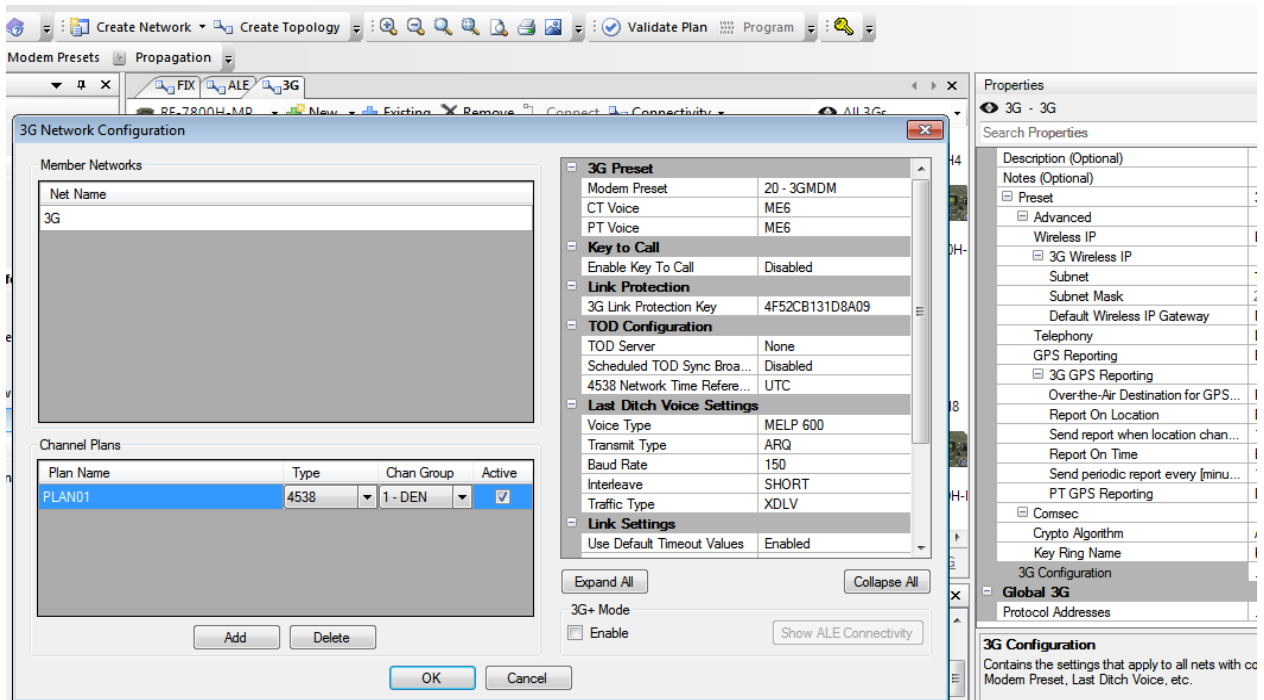 Create Network Create Topology Validate Plan Program
Modem Presets Propagation
FIX ALE 3G
RF-7800H-MP New Existing Remove Connect Connectivity All 3Gs
3G Network Configuration
Member Networks
Net Name
3G
Channel Plans
Plan Name Type Chan Group Active
PLAN01 4538 1 - DEN
Add Delete
3G Preset
Modem Preset 20 - 3GMDM
CT Voice ME6
PT Voice ME6
Key to Call
Enable Key To Call Disabled
Link Protection
3G Link Protection Key 4F52CB131D8A09
TOD Configuration
TOD Server None
Scheduled TOD Sync Broa... Disabled
4538 Network Time Refere... UTC
Last Ditch Voice Settings
Voice Type MELP 600
Transmit Type ARQ
Baud Rate 150
Interleave SHORT
Traffic Type XDLV
Link Settings
Use Default Timeout Values Enabled
Expand All Collapse All
3G+ Mode
Enable Show ALE Connectivity
OK Cancel
Properties
3G - 3G
Search Properties
Description (Optional)
Notes (Optional)
Preset
Advanced
Wireless IP
3G Wireless IP
Subnet
Subnet Mask
Default Wireless IP Gateway
Telephony
GPS Reporting
3G GPS Reporting
Over-the-Air Destination for GPS...
Report On Location
Send report when location chan...
Report On Time
Send periodic report every [minu...
PT GPS Reporting
Comsec
Crypto Algorithm
Key Ring Name
3G Configuration
Global 3G
Protocol Addresses
3G Configuration
Contains the settings that apply to all nets with co
Modem Preset, Last Ditch Voice, etc.